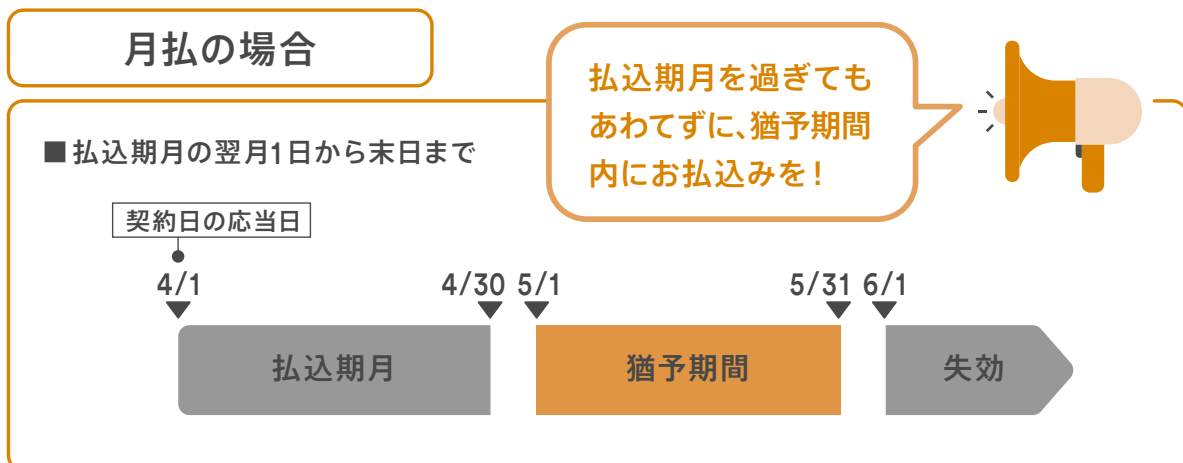 月払の場合
払込期月を過ぎても
あわてずに、猶予期間
内にお払込みを!
■払込期月の翌月1日から末日まで
契約日の応当日
4/1
4/30
5/1
5/31
6/1
払込期月
猶予期間
失効